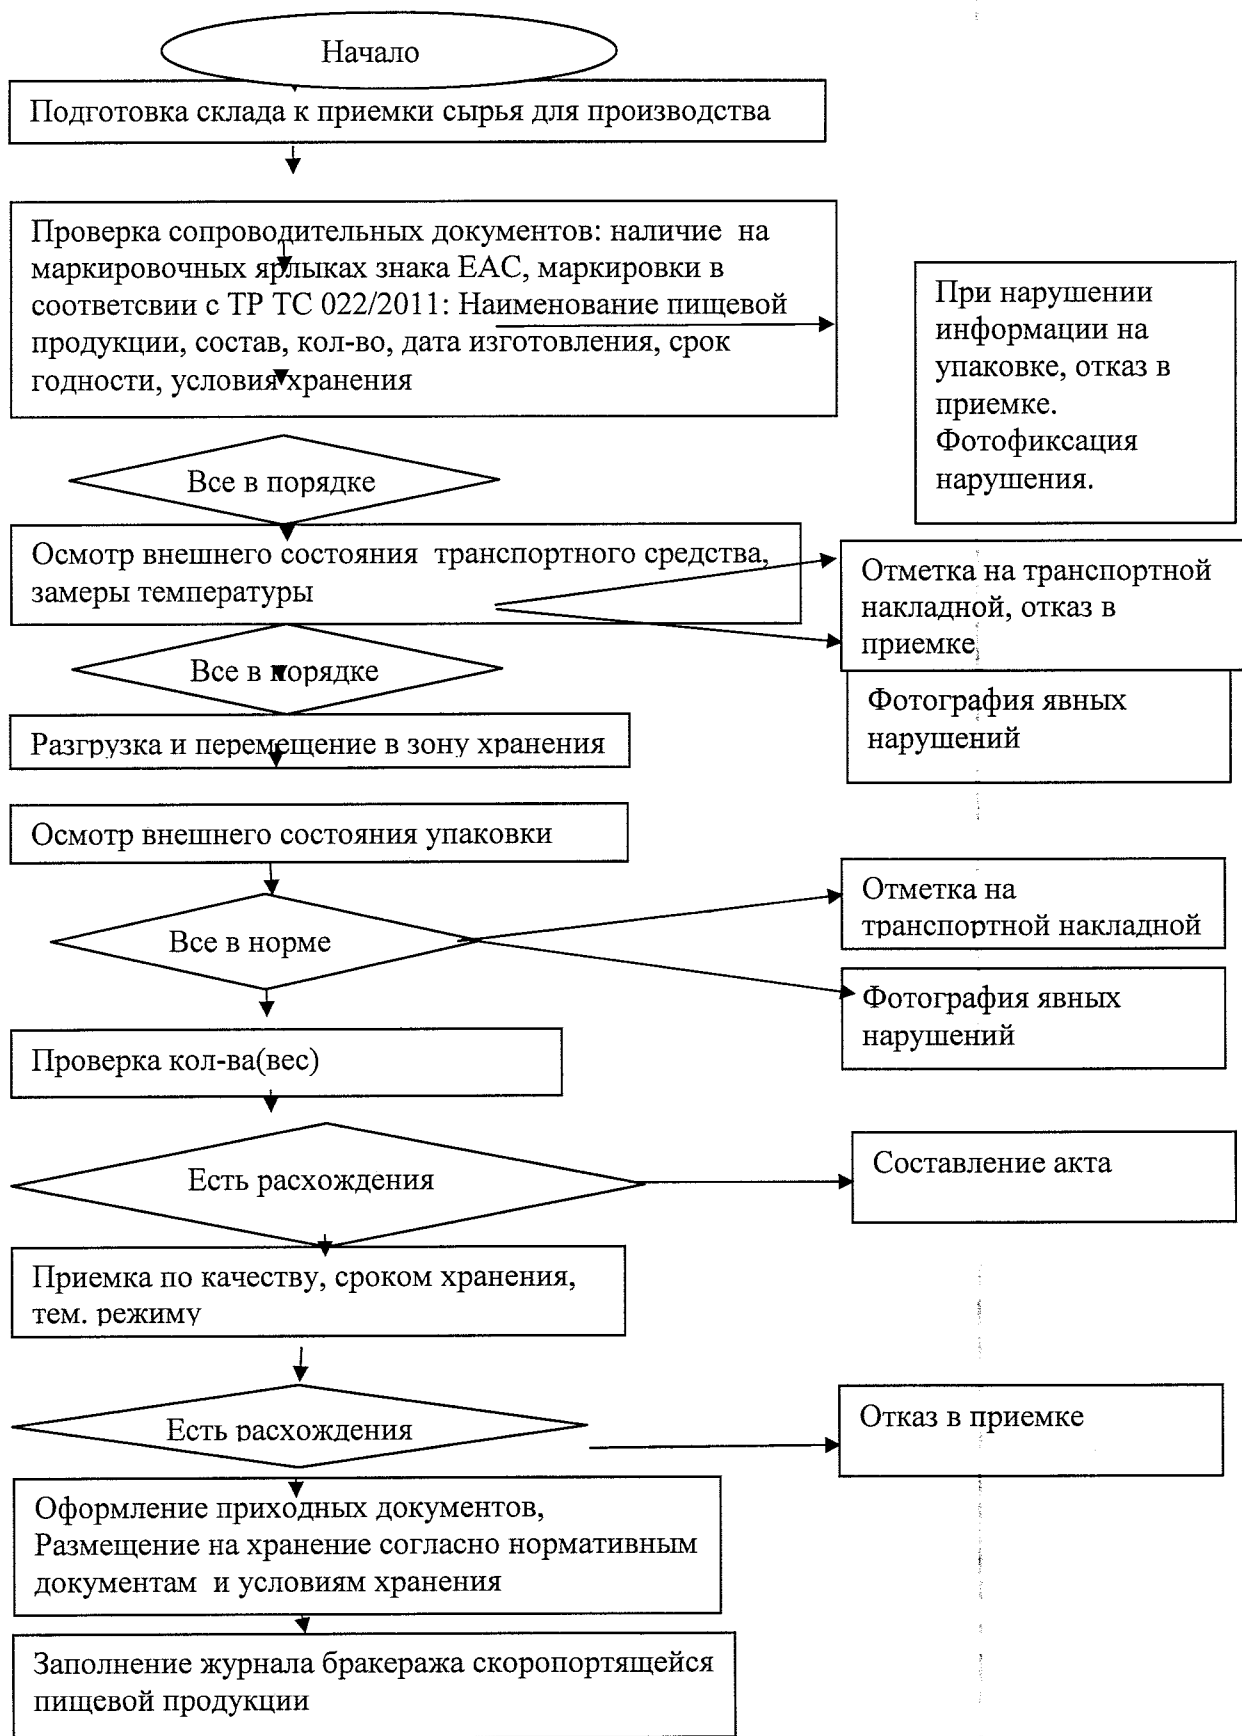 Начало
Подготовка склада к приемки сырья для производства
Проверка сопроводительных документов: наличие на
маркировочных ярлыках знака ЕАС, маркировки в
соответсвии с ТР ТС 022/2011: Наименование пищевой
продукции, состав, кол-во, дата изготовления, срок
годности, условия хранения
При нарушении
информации на
упаковке, отказ в
приемке.
Фотофиксация
нарушения.
Все в порядке
Осмотр внешнего состояния транспортного средства,
замеры температуры
Отметка на транспортной
накладной, отказ в
приемке
Все в порядке
Фотография явных
нарушений
Разгрузка и перемещение в зону хранения
Осмотр внешнего состояния упаковки
Отметка на
транспортной накладной
Все в норме
Фотография явных
нарушений
Проверка кол-ва(вес)
Есть расхождения
Составление акта
Приемка по качеству, сроком хранения,
тем. режиму
Есть расхождения
Отказ в приемке
Оформление приходных документов,
Размещение на хранение согласно нормативным
документам и условиям хранения
Заполнение журнала бракеража скоропортящейся
пищевой продукции